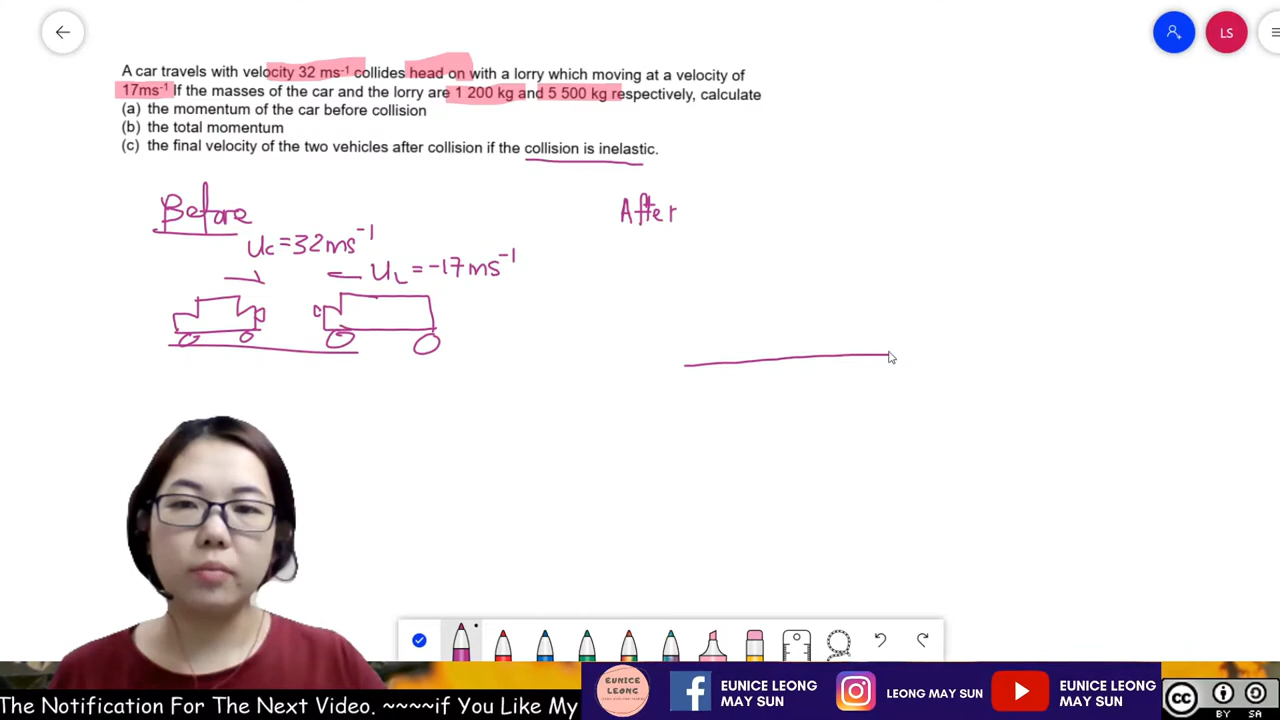 LS
A car travels with velocity 32 ms⁻¹ collides head on with a lorry which moving at a velocity of
17ms⁻¹ If the masses of the car and the lorry are 1 200 kg and 5 500 kg respectively, calculate
(a) the momentum of the car before collision
(b) the total momentum
(c) the final velocity of the two vehicles after collision if the collision is inelastic.
Before
After
Uc = 32 ms⁻¹
UL = -17 ms⁻¹
EUNICE LEONG
EUNICE LEONG MAY SUN
LEONG MAY SUN
EUNICE LEONG MAY SUN
cc
BY SA
The Notification For The Next Video. ~~~~if You Like My